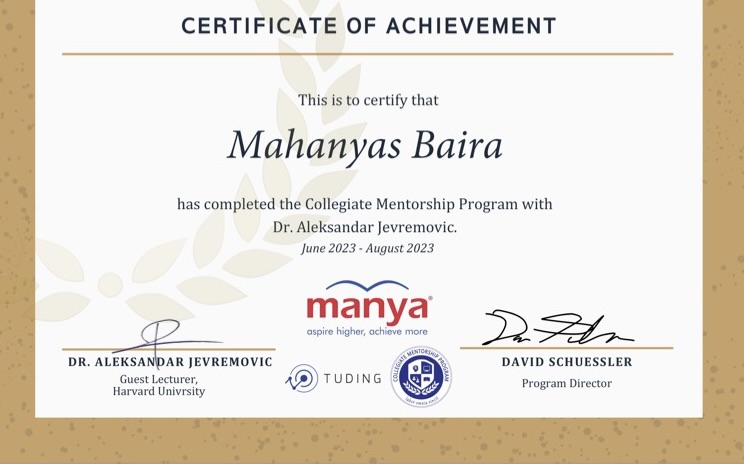 CERTIFICATE OF ACHIEVEMENT
This is to certify that
Mahanyas Baira
has completed the Collegiate Mentorship Program with
Dr. Aleksandar Jevremovic.
June 2023 - August 2023
manya®
aspire higher, achieve more
DR. ALEKSANDAR JEVREMOVIC
Guest Lecturer,
Harvard Univrsity
TUDING
COLLEGIATE MENTORSHIP PROGRAM
DAVID SCHUESSLER
Program Director